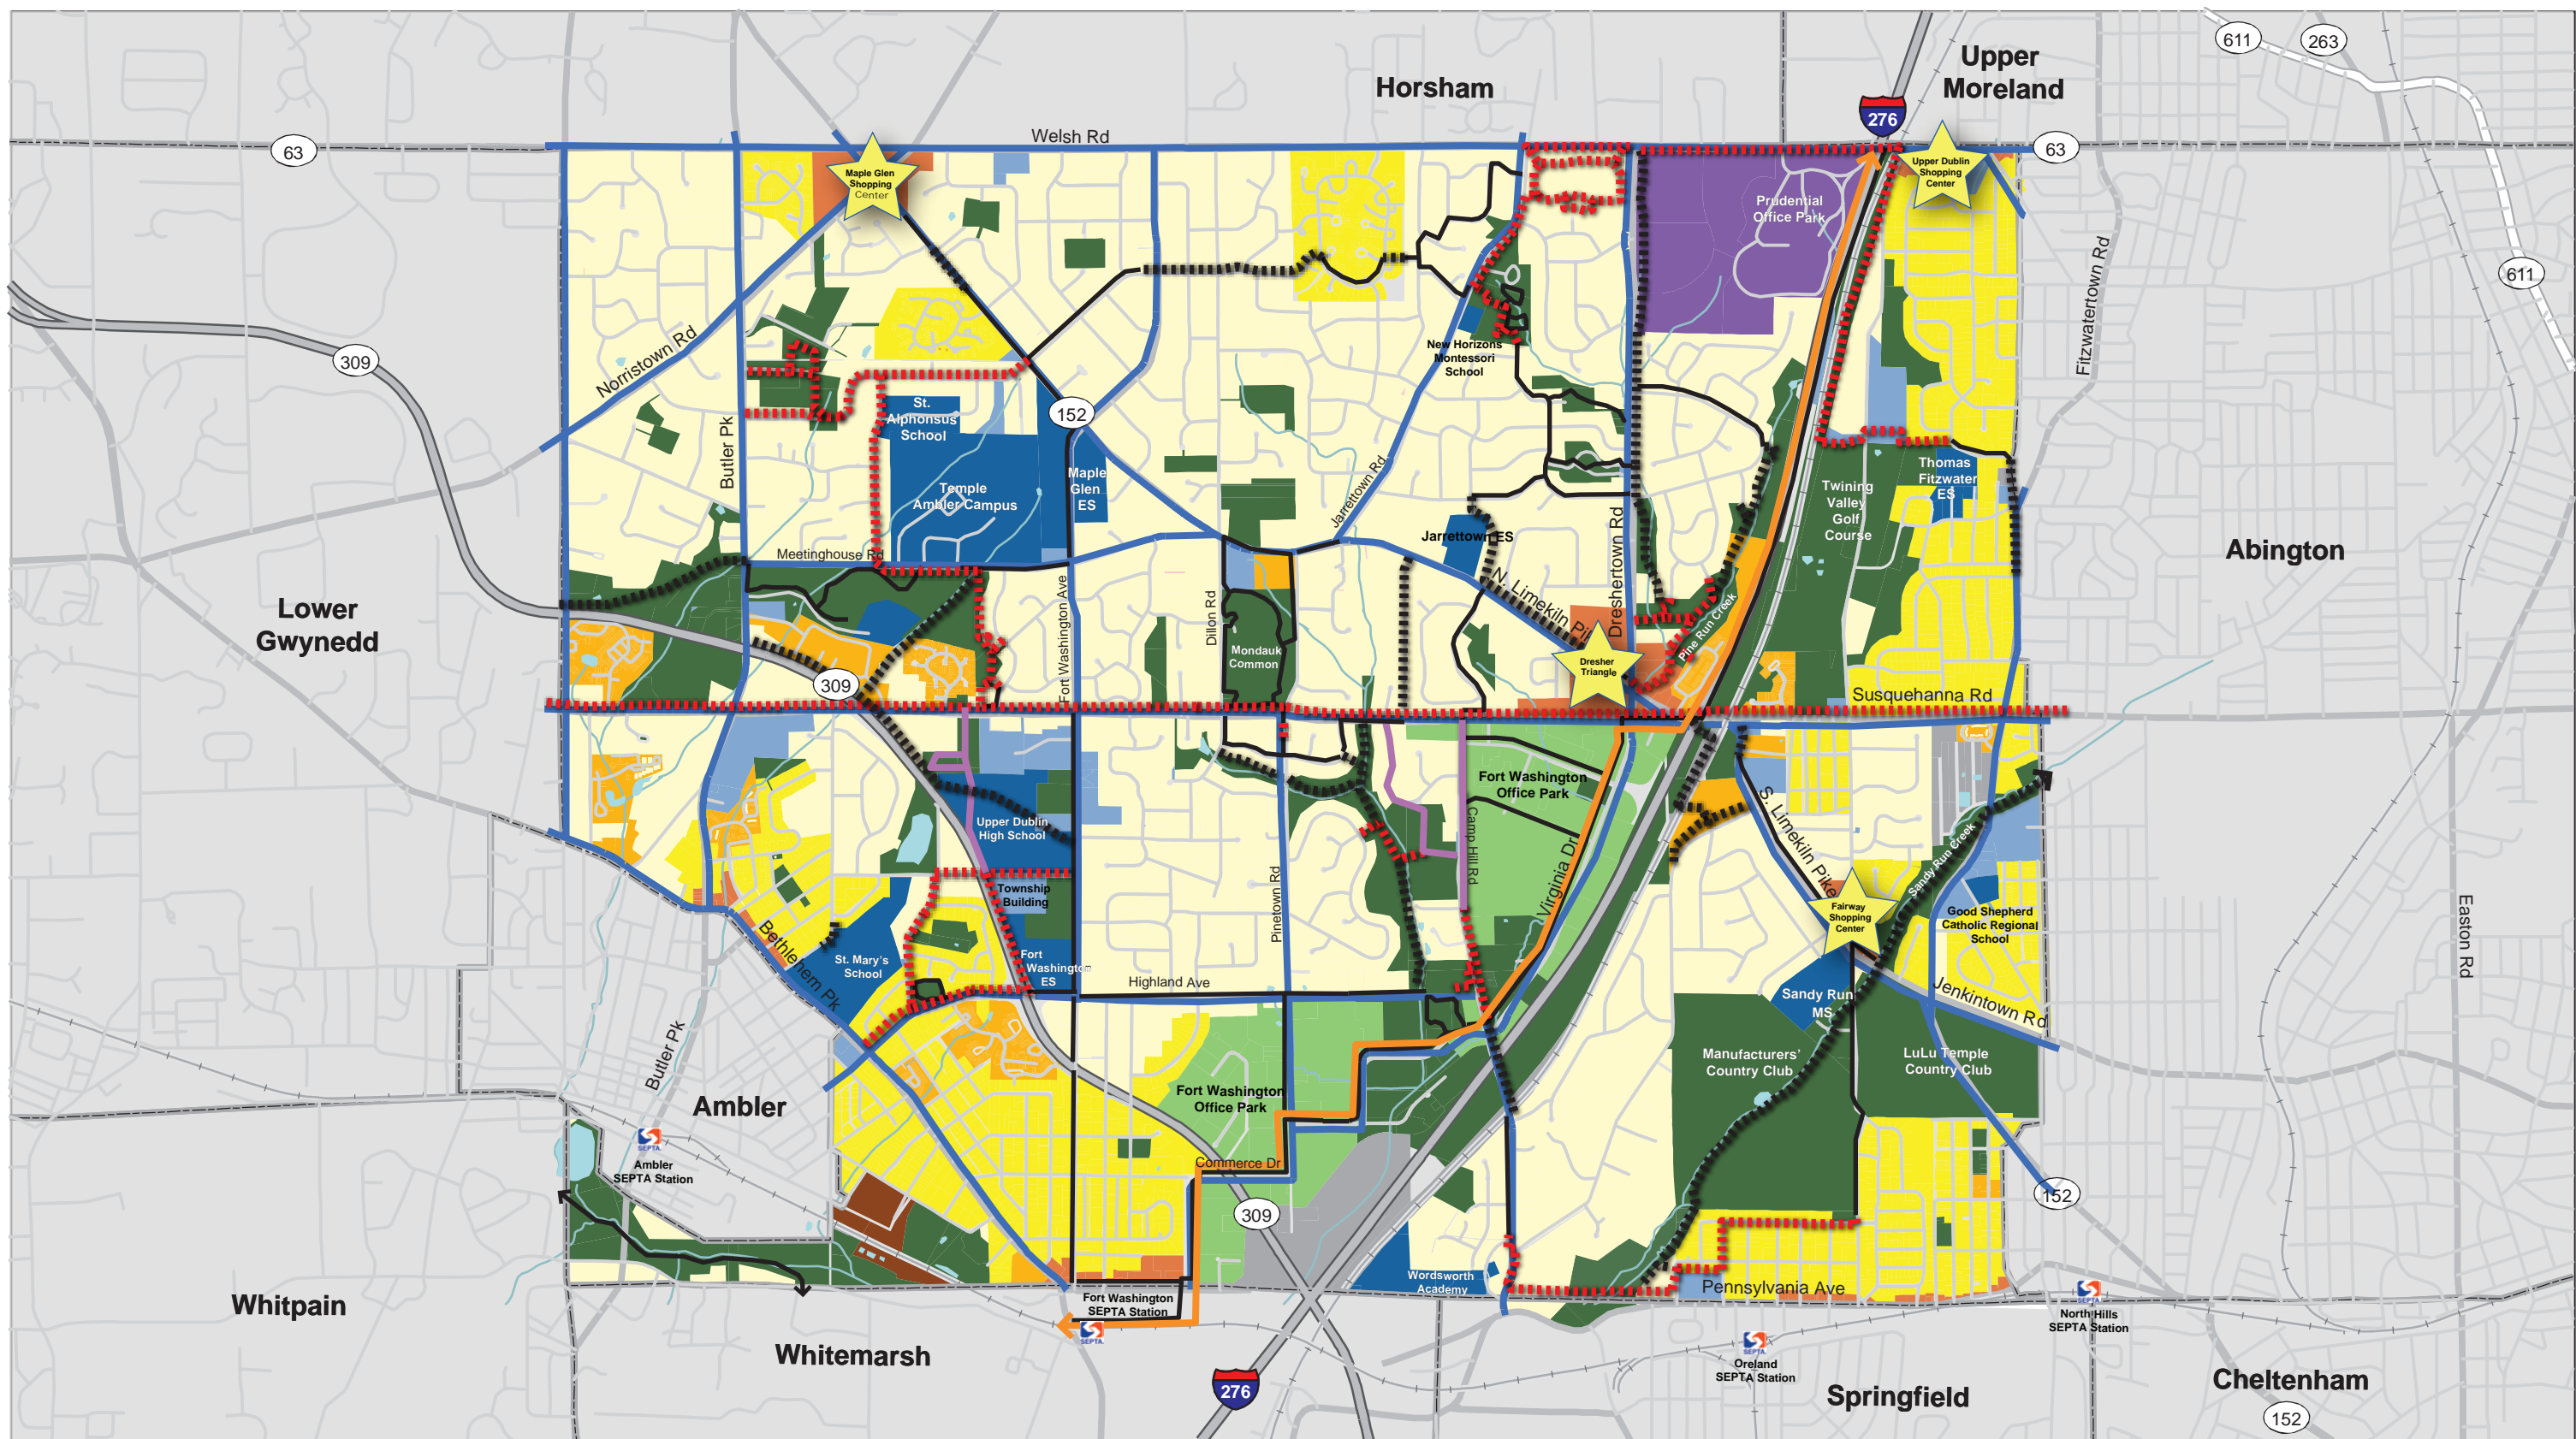 611
263
Upper
Moreland
Horsham
276
Welsh Rd
63
63
Maple Glen
Shopping
Center
Upper Dublin
Shopping
Center
Prudential
Office Park
611
Fitzwatertown Rd
309
Norristown Rd
New Horizons
Montessori
School
St.
Alphonsus
School
152
Butler Pk
Maple
Glen
ES
Temple
Ambler Campus
Jarrettown Rd
Thomas
Fitzwater
ES
Twining
Valley
Golf
Course
Jarrettown ES
Dreshertown Rd
Abington
Meetinghouse Rd
N. Limekiln Pi
Lower
Gwynedd
Fort Washington Ave
Dillon Rd
Mondauk
Common
Pine Run Creek
Dresher
Triangle
309
Susquehanna Rd
Fort Washington
Office Park
Upper Dublin
High School
S. Limekiln Pike
Camp Hill Rd
Virginia Dr
Sandy Run Creek
Township
Building
Pinetown Rd
Fairway
Shopping
Center
Good Shepherd
Catholic Regional
School
Easton Rd
Bethlehem Pk
St. Mary's
School
Fort
Washington
ES
Highland Ave
Sandy Run
MS
Jenkintown Rd
Butler Pk
Manufacturers'
Country Club
LuLu Temple
Country Club
Ambler
Fort Washington
Office Park
SEPTA
Ambler
SEPTA Station
Commerce Dr
152
309
Wordsworth
Academy
Pennsylvania Ave
Whitpain
Fort Washington
SEPTA Station
SEPTA
SEPTA
North Hills
SEPTA Station
SEPTA
Oreland
SEPTA Station
Whitemarsh
276
Springfield
Cheltenham
152